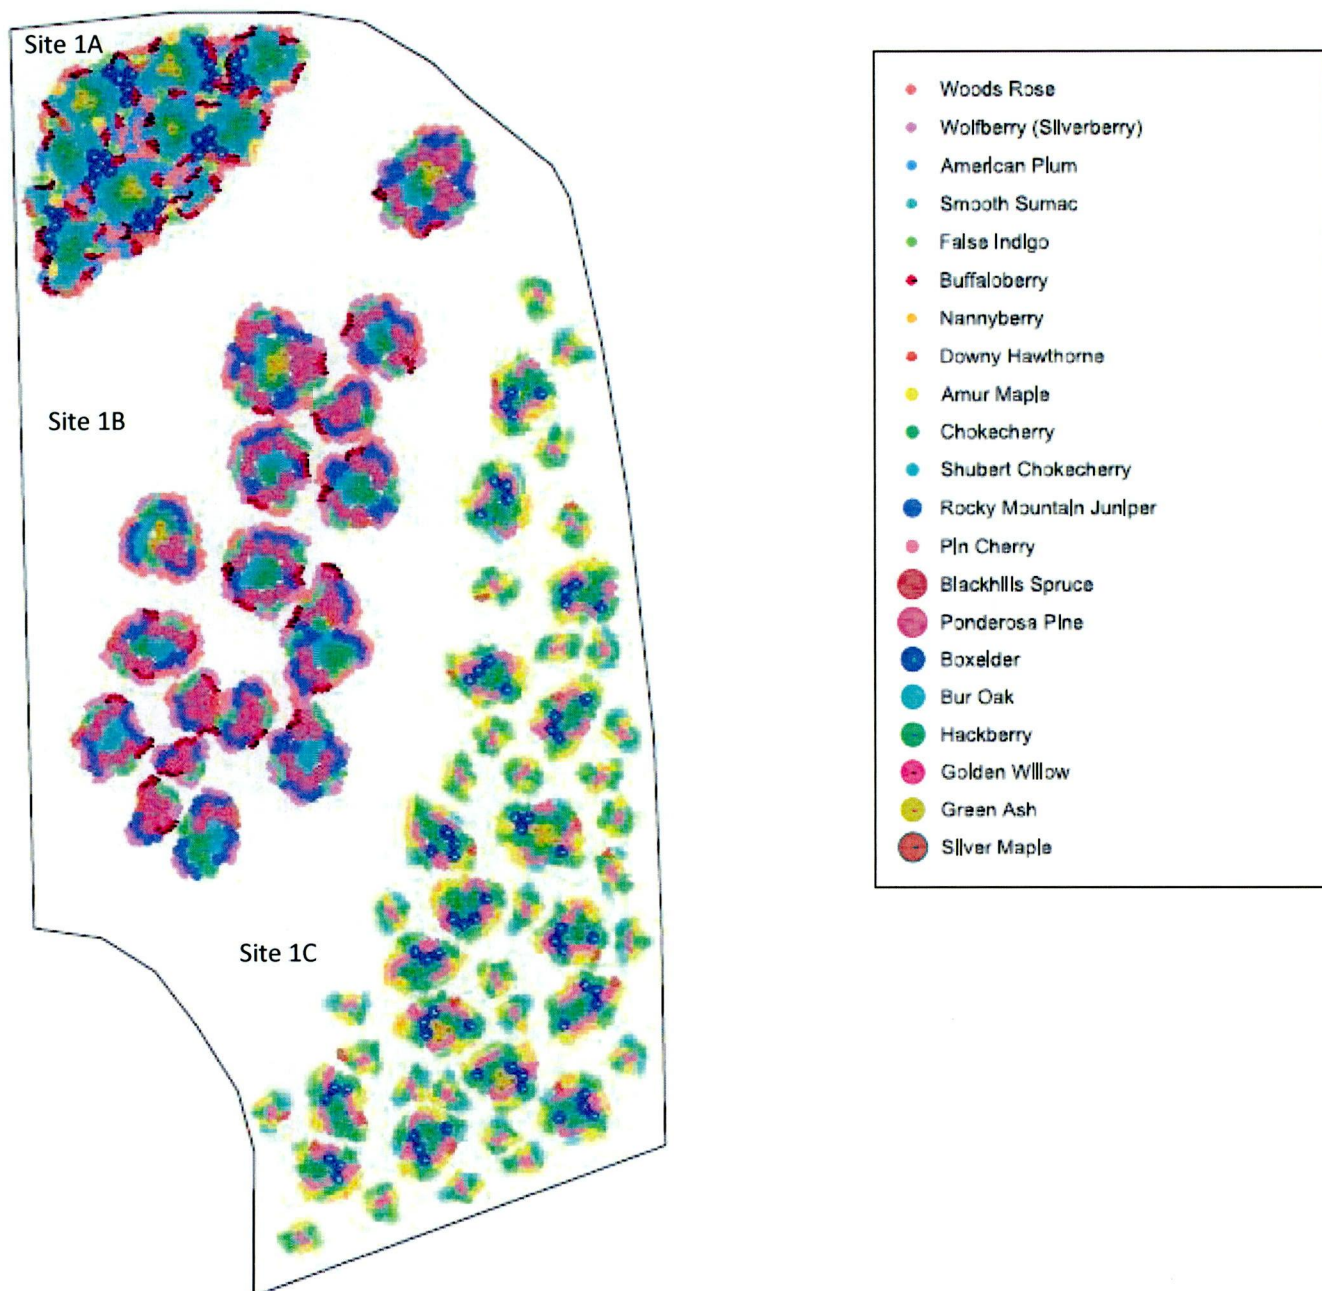 Site 1A
Woods Rose
Wolfberry (Silverberry)
American Plum
Smooth Sumac
False Indigo
Buffaloberry
Nannyberry
Downy Hawthorne
Amur Maple
Chokecherry
Shubert Chokecherry
Rocky Mountain Juniper
Pin Cherry
Blackhills Spruce
Ponderosa Pine
Boxelder
Bur Oak
Hackberry
Golden Willow
Green Ash
Silver Maple
Site 1B
Site 1C